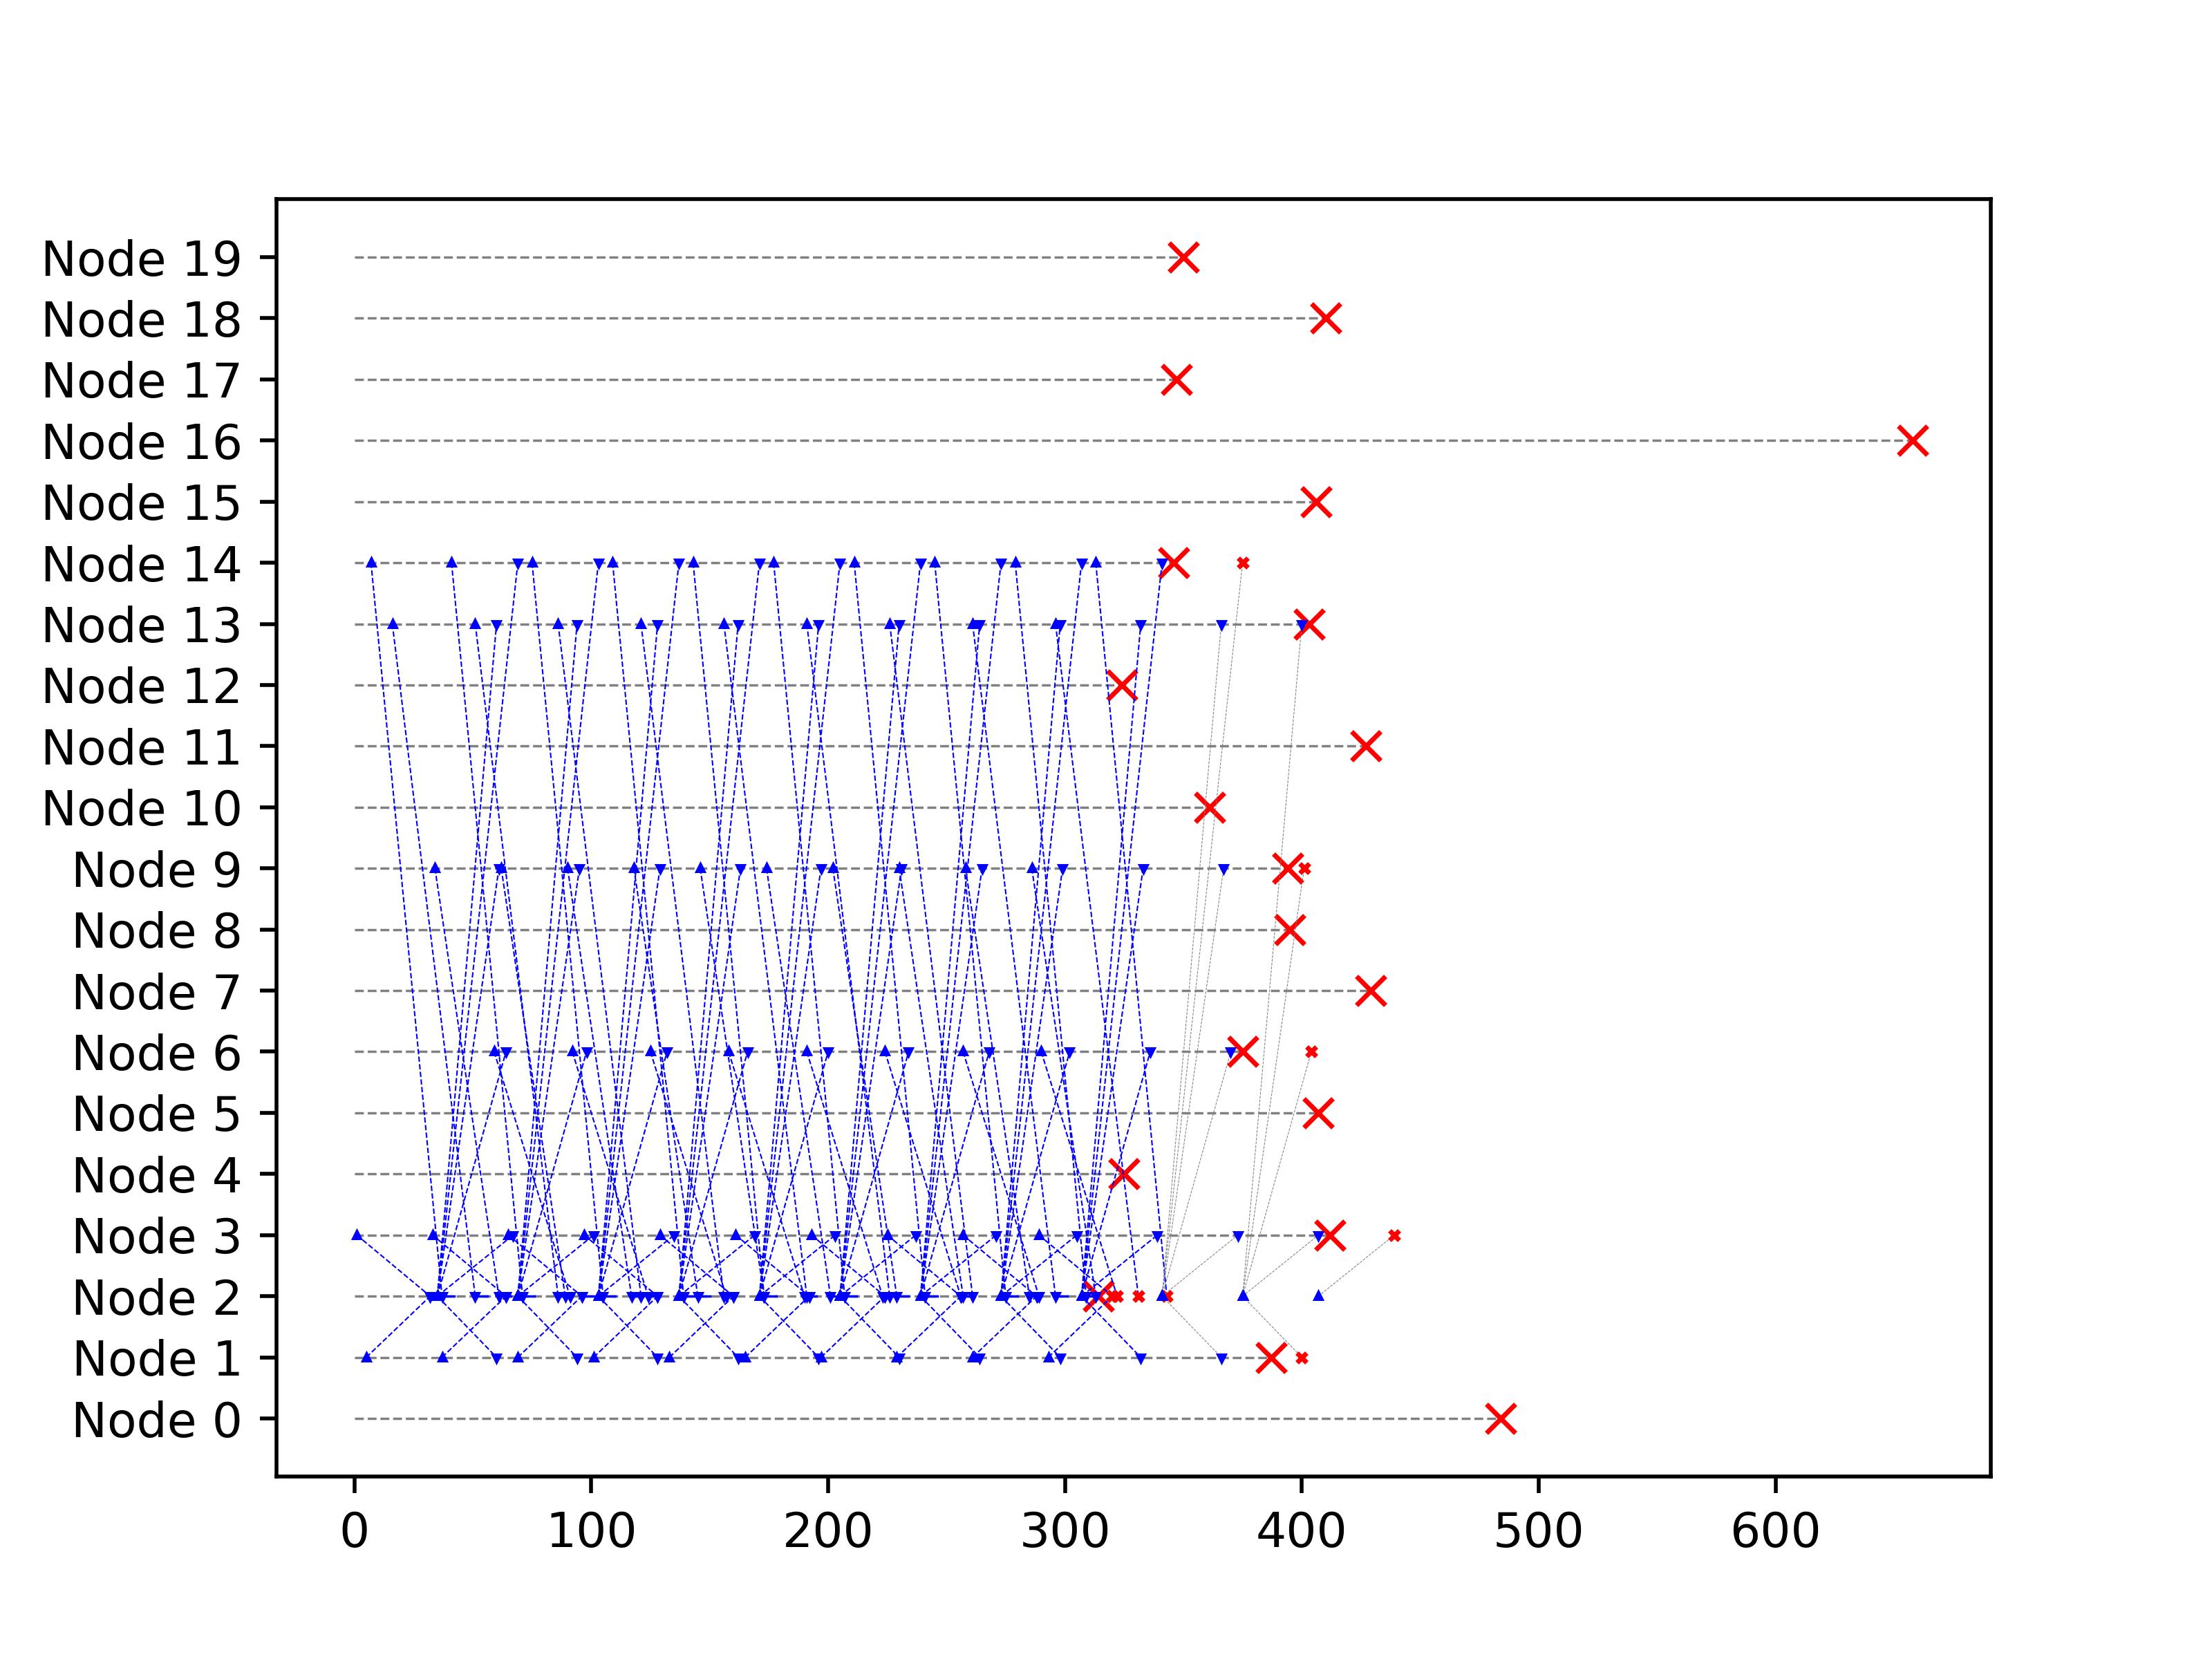 Node 19
Node 18
Node 17
Node 16
Node 15
Node 14
Node 13
Node 12
Node 11
Node 10
Node 9
Node 8
Node 7
Node 6
Node 5
Node 4
Node 3
Node 2
Node 1
Node 0
0 100 200 300 400 500 600